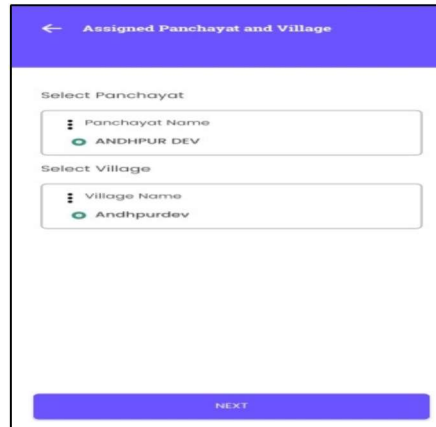 Assigned Panchayat and Village
Select Panchayat
Panchayat Name
ANDHPUR DEV
Select Village
Village Name
Andhpurdev
NEXT